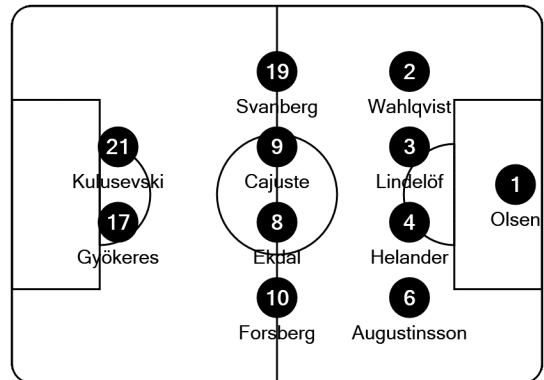 19
Svanberg
2
Wahlqvist
21
Kulusevski
9
Cajuste
3
Lindelöf
1
Olsen
17
Gyökeres
8
Ekdal
4
Helander
10
Forsberg
6
Augustinsson